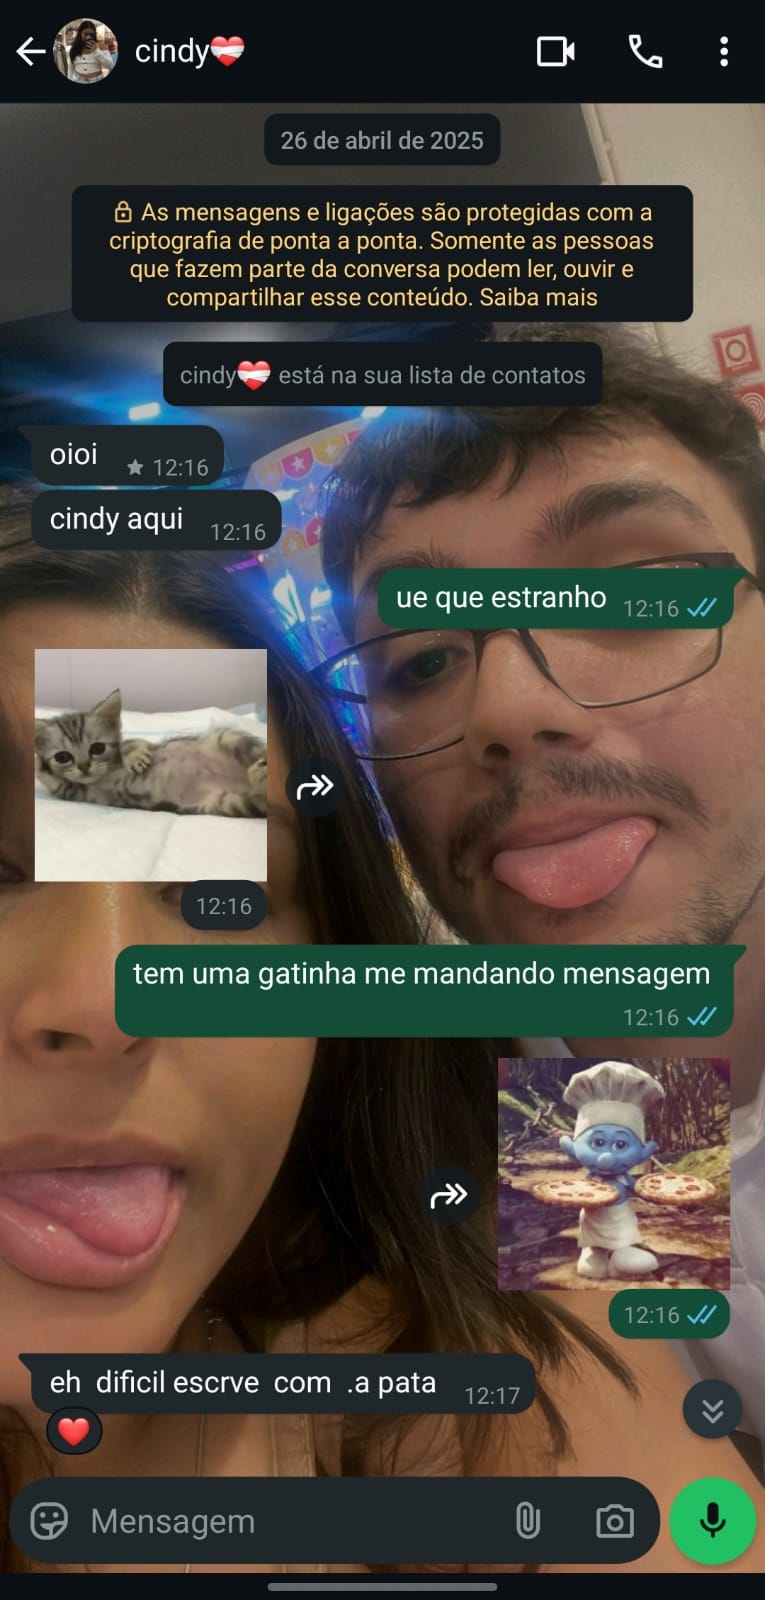 cindy❤️‍🩹
26 de abril de 2025
As mensagens e ligações são protegidas com a
criptografia de ponta a ponta. Somente as pessoas
que fazem parte da conversa podem ler, ouvir e
compartilhar esse conteúdo. Saiba mais
cindy❤️‍🩹 está na sua lista de contatos
oioi 12:16
cindy aqui 12:16
ue que estranho 12:16
12:16
tem uma gatinha me mandando mensagem
12:16
12:16
eh dificil escrve com .a pata 12:17
Mensagem